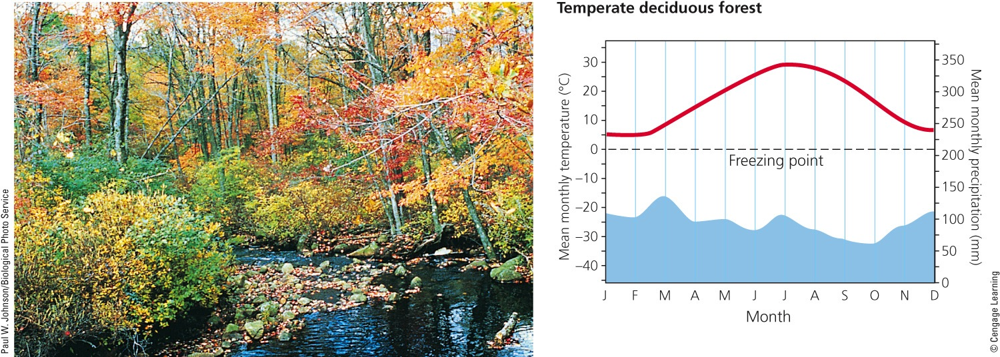 Paul W. Johnson/Biological Photo Service
Temperate deciduous forest
Mean monthly temperature (°C)
30
20
10
0
–10
–20
–30
–40
Freezing point
350
300
250
200
150
100
50
0
Mean monthly precipitation (mm)
J F M A M J J A S O N D
Month
© Cengage Learning